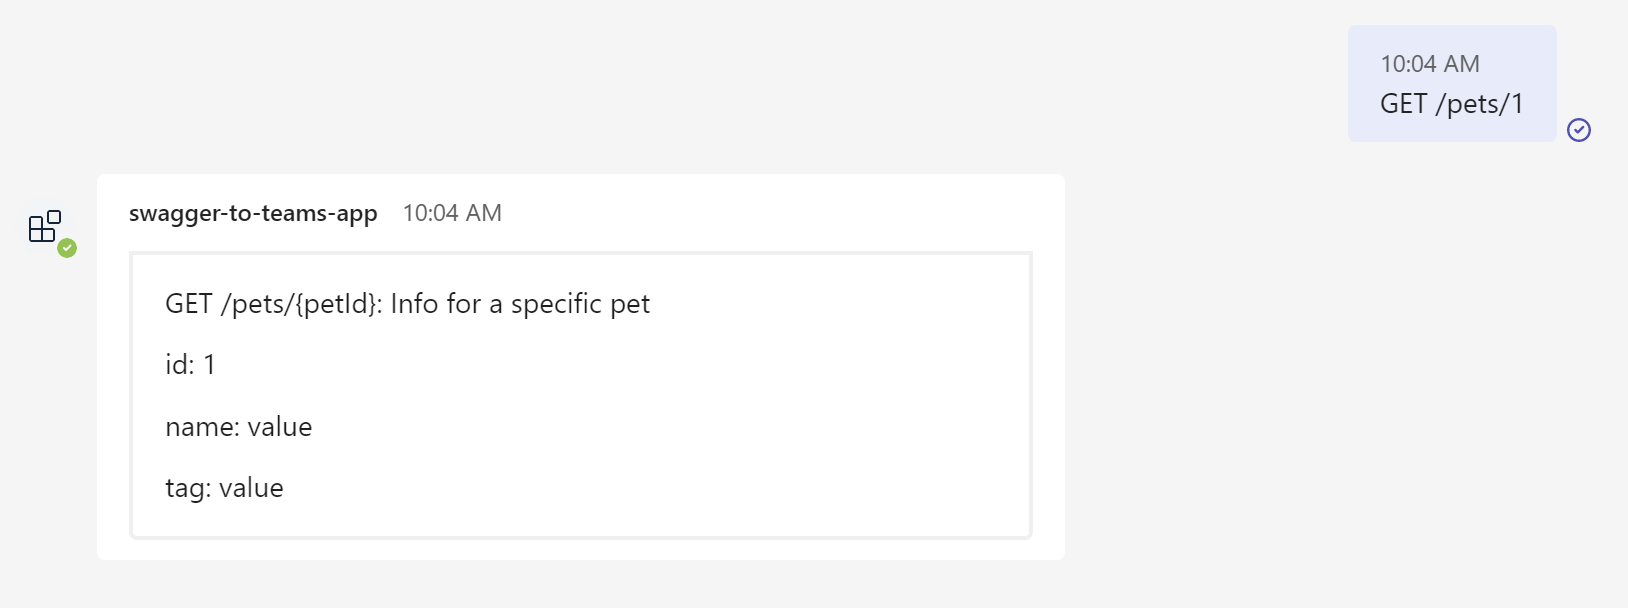 10:04 AM
GET /pets/1
swagger-to-teams-app 10:04 AM
GET /pets/{petId}: Info for a specific pet
id: 1
name: value
tag: value